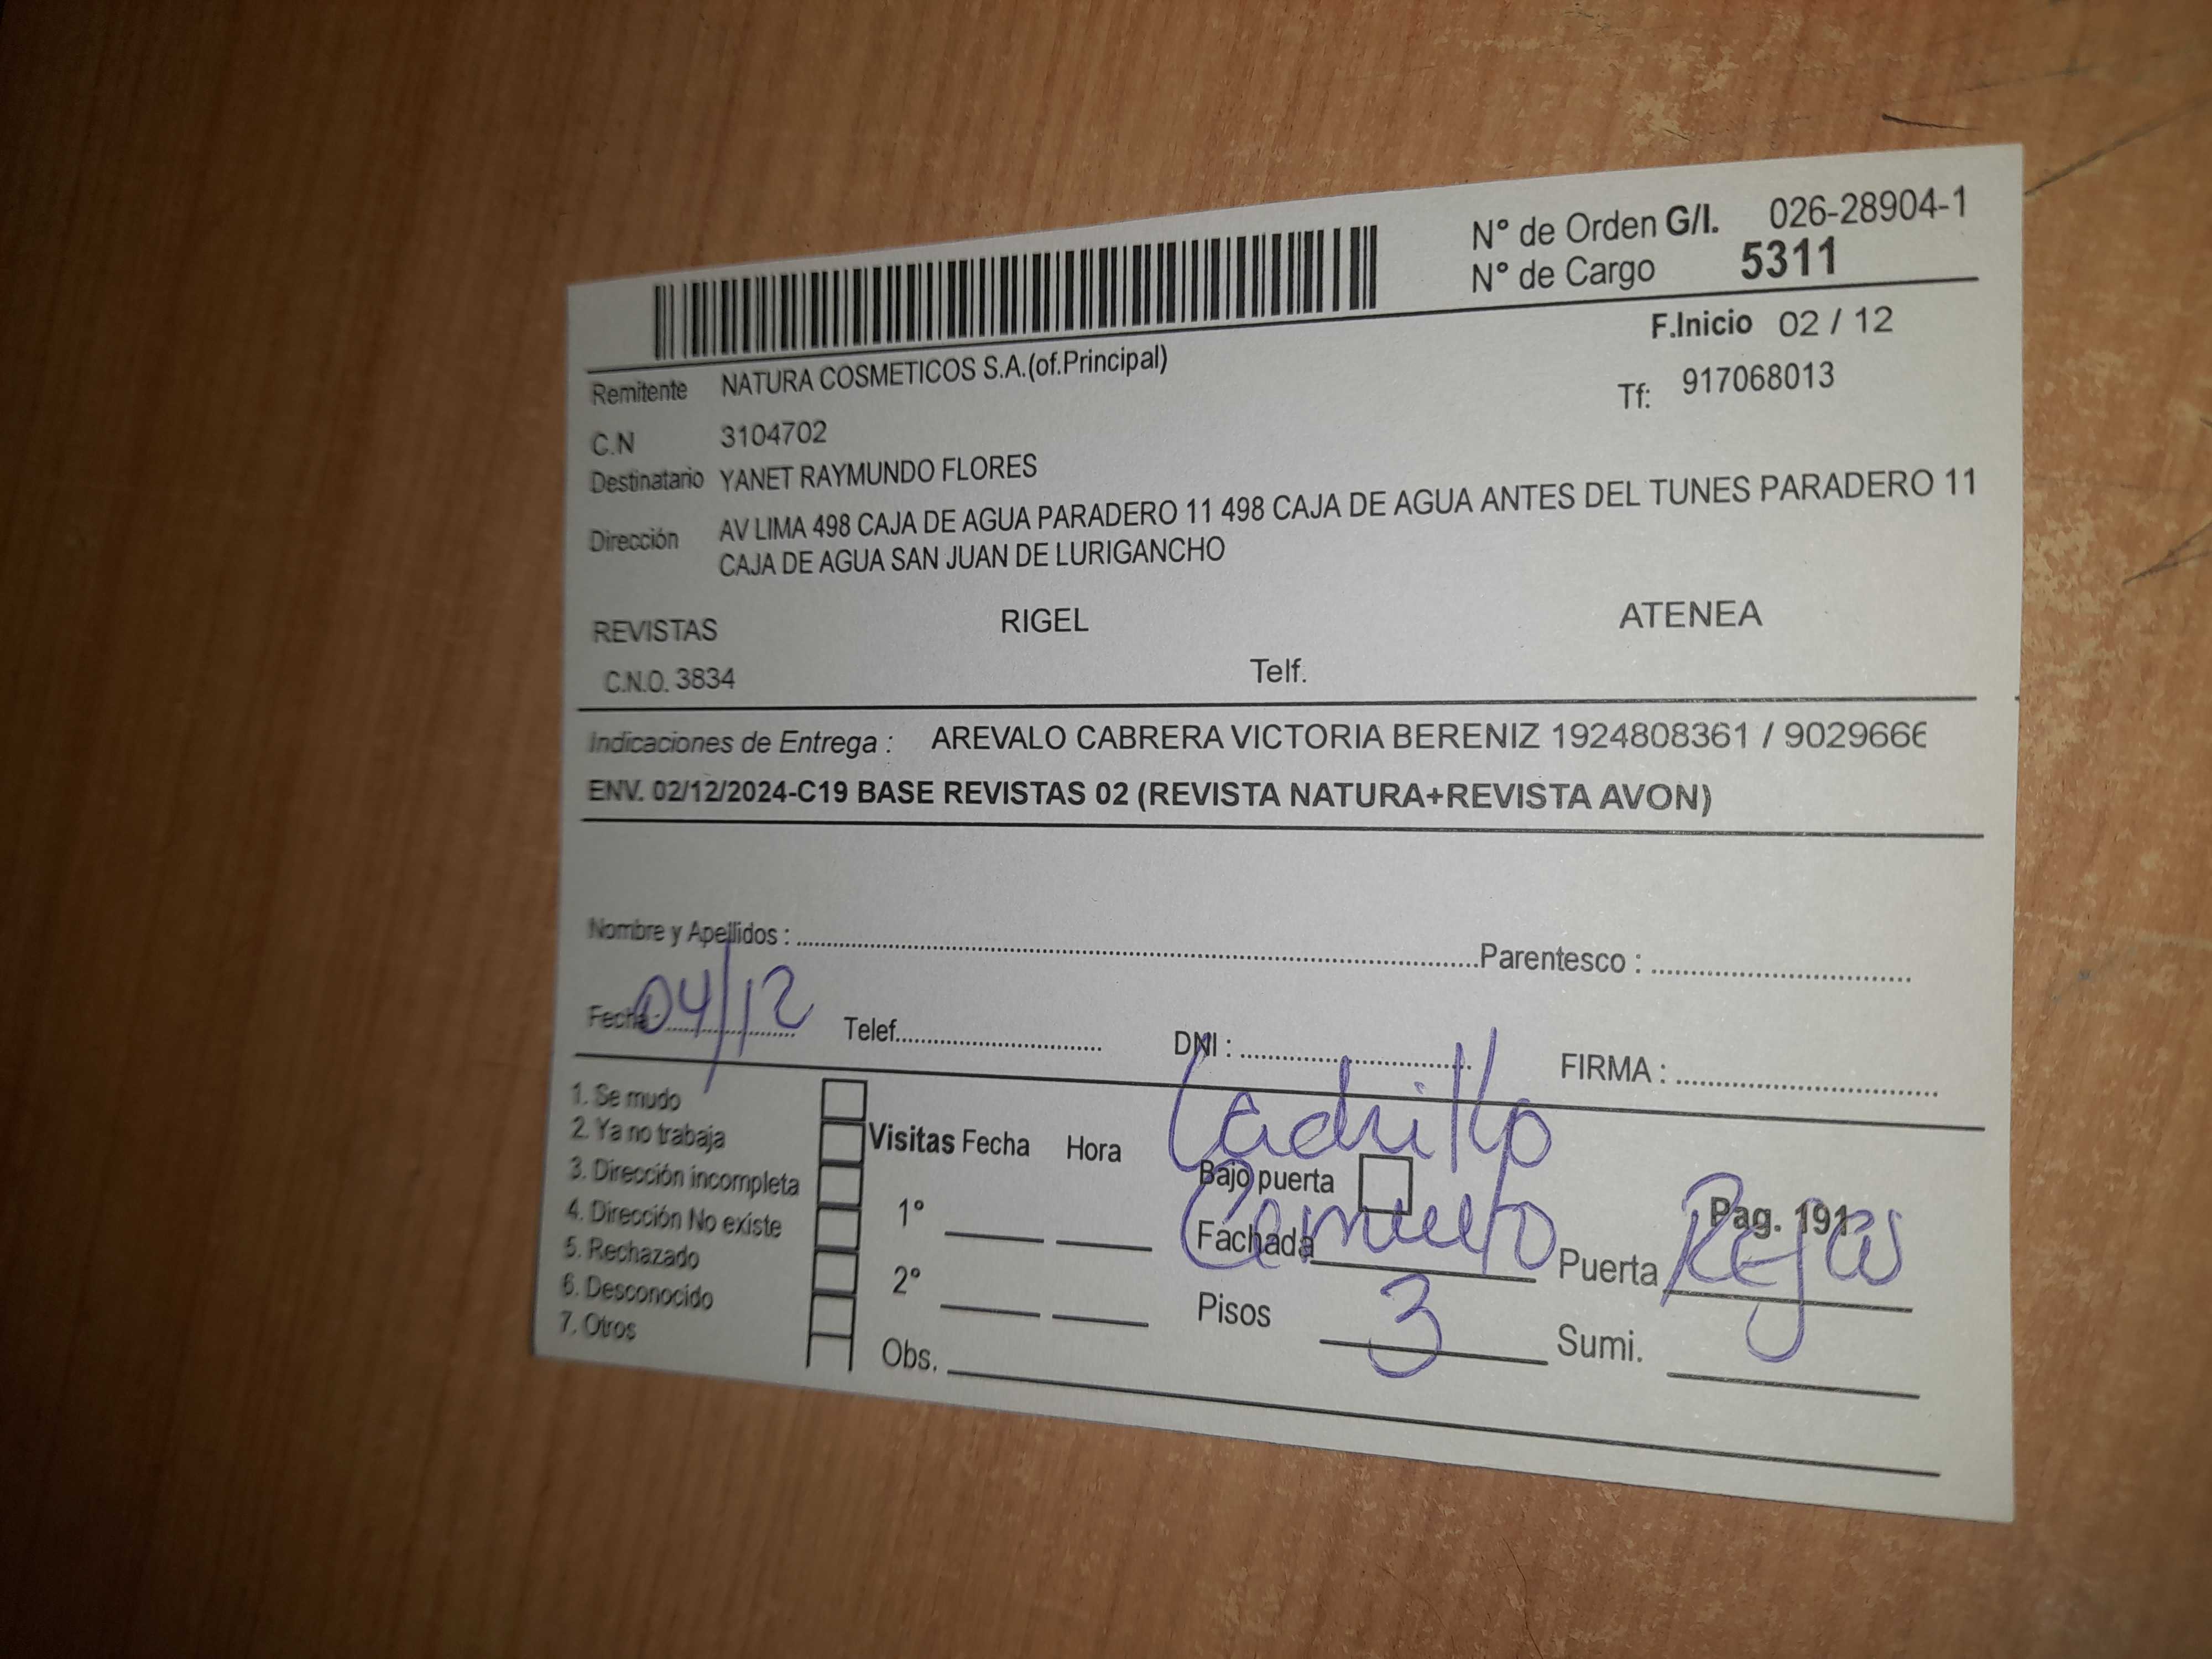 N° de Orden G/I. 026-28904-1
N° de Cargo 5311
F.Inicio 02 / 12
Remitente NATURA COSMETICOS S.A.(of.Principal)
Tf: 917068013
C.N 3104702
Destinatario YANET RAYMUNDO FLORES
Dirección AV LIMA 498 CAJA DE AGUA PARADERO 11 498 CAJA DE AGUA ANTES DEL TUNES PARADERO 11
CAJA DE AGUA SAN JUAN DE LURIGANCHO
REVISTAS RIGEL ATENEA
C.N.O. 3834 Telf.
Indicaciones de Entrega : AREVALO CABRERA VICTORIA BERENIZ 1924808361 / 9029666
ENV. 02/12/2024-C19 BASE REVISTAS 02 (REVISTA NATURA+REVISTA AVON)
Nombre y Apellidos : Parentesco :
Fecha: 04/12 Telef. DNI : FIRMA :
1. Se mudo
2. Ya no trabaja
3. Dirección incompleta
4. Dirección No existe
5. Rechazado
6. Desconocido
7. Otros
Visitas Fecha Hora
1°
2°
Obs.
Ladrillo
Bajo puerta
Pag. 191
Fachada Puerta Rejas
Pisos 3 Sumi.